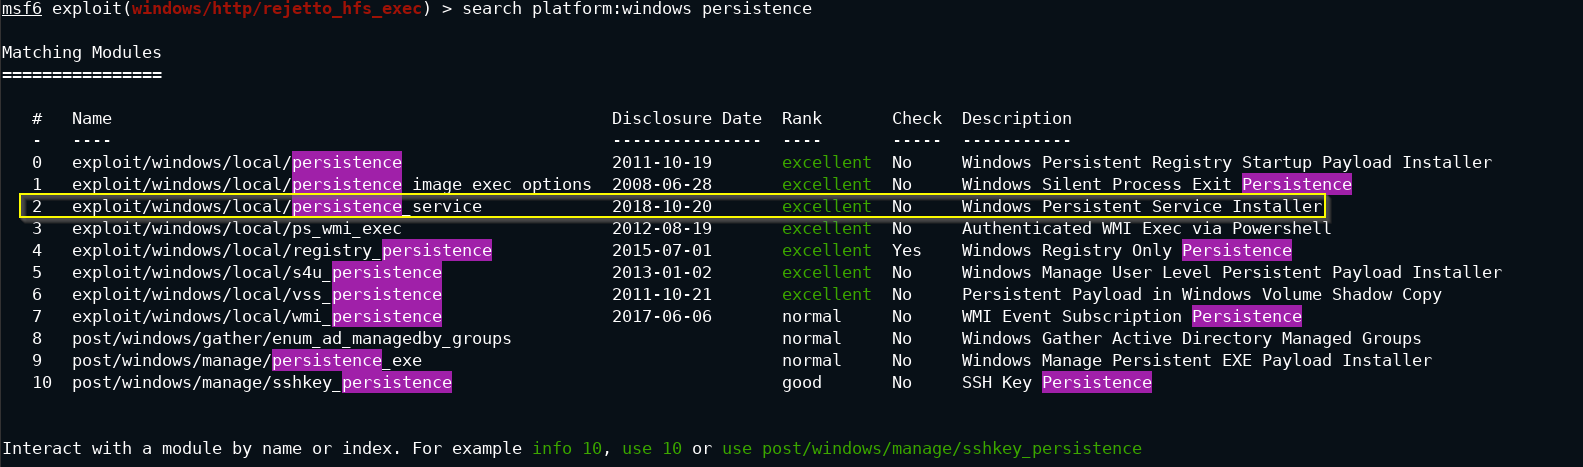 msf6 exploit(windows/http/rejetto_hfs_exec) > search platform:windows persistence
Matching Modules
================
# Name Disclosure Date Rank Check Description
- ---- --------------- ---- ----- -----------
0 exploit/windows/local/persistence 2011-10-19 excellent No Windows Persistent Registry Startup Payload Installer
1 exploit/windows/local/persistence_image_exec_options 2008-06-28 excellent No Windows Silent Process Exit Persistence
2 exploit/windows/local/persistence_service 2018-10-20 excellent No Windows Persistent Service Installer
3 exploit/windows/local/ps_wmi_exec 2012-08-19 excellent No Authenticated WMI Exec via Powershell
4 exploit/windows/local/registry_persistence 2015-07-01 excellent Yes Windows Registry Only Persistence
5 exploit/windows/local/s4u_persistence 2013-01-02 excellent No Windows Manage User Level Persistent Payload Installer
6 exploit/windows/local/vss_persistence 2011-10-21 excellent No Persistent Payload in Windows Volume Shadow Copy
7 exploit/windows/local/wmi_persistence 2017-06-06 normal No WMI Event Subscription Persistence
8 post/windows/gather/enum_ad_managedby_groups normal No Windows Gather Active Directory Managed Groups
9 post/windows/manage/persistence_exe normal No Windows Manage Persistent EXE Payload Installer
10 post/windows/manage/sshkey_persistence good No SSH Key Persistence
Interact with a module by name or index. For example info 10, use 10 or use post/windows/manage/sshkey_persistence